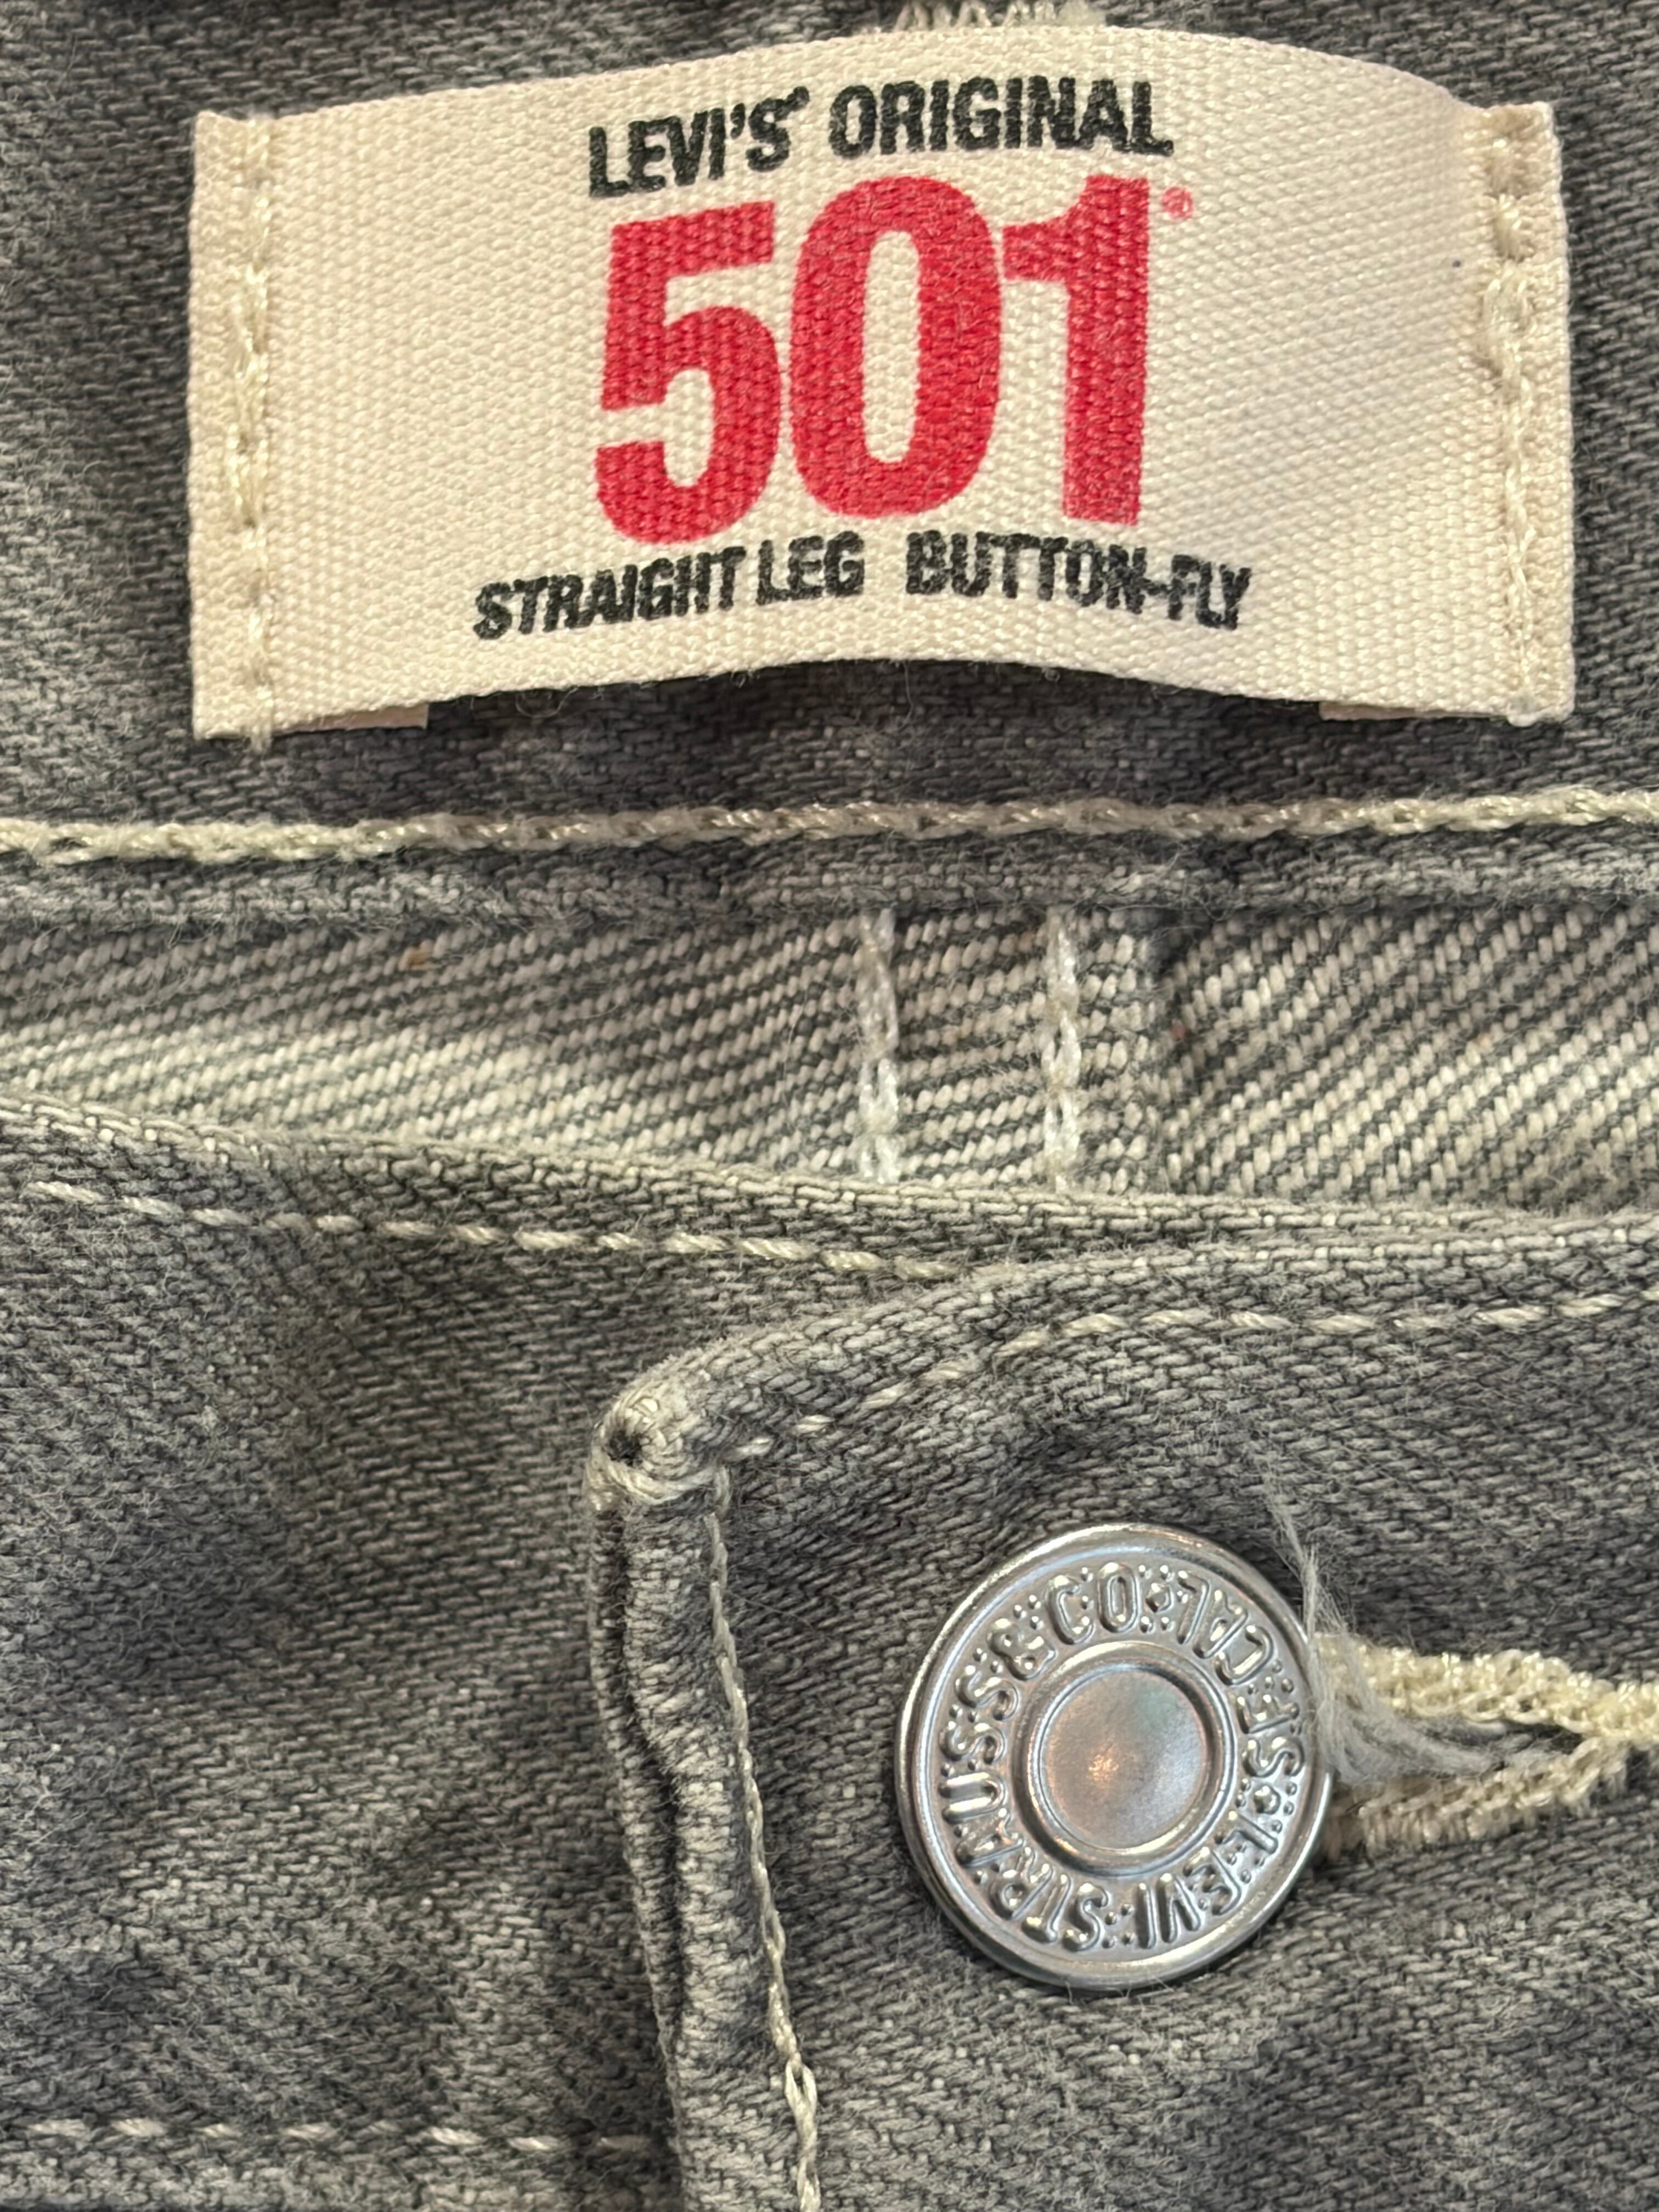 LEVI'S® ORIGINAL
501®
STRAIGHT LEG BUTTON-FLY
LEVI STRAUSS & CO. S.F. CAL.